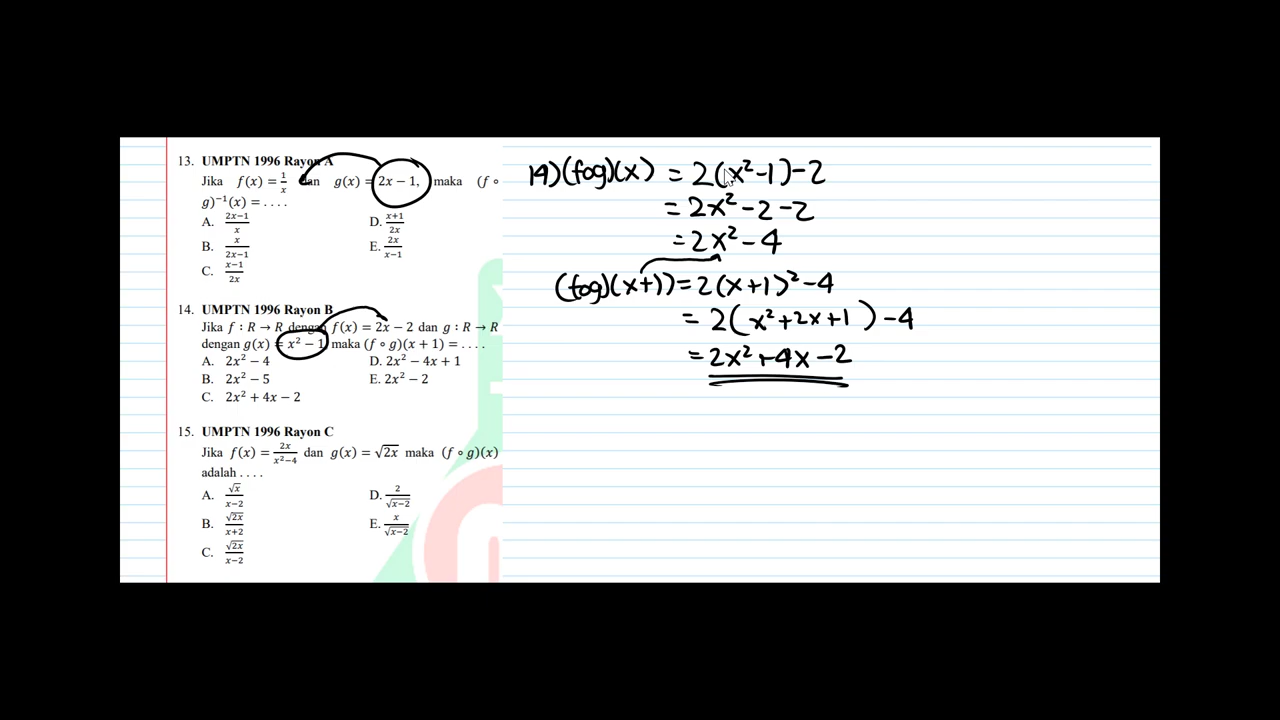 13. UMPTN 1996 Rayon A
Jika f(x) = 1/x dan g(x) = 2x − 1, maka (f ∘
g)⁻¹(x) = . . . .
A. (2x−1)/x D. (x+1)/2x
B. x/(2x−1) E. 2x/(x−1)
C. (x−1)/2x
14. UMPTN 1996 Rayon B
Jika f : R → R dengan f(x) = 2x − 2 dan g : R → R
dengan g(x) = x² − 1 maka (f ∘ g)(x + 1) = . . . .
A. 2x² − 4 D. 2x² − 4x + 1
B. 2x² − 5 E. 2x² − 2
C. 2x² + 4x − 2
15. UMPTN 1996 Rayon C
Jika f(x) = 2x/(x²−4) dan g(x) = √2x maka (f ∘ g)(x)
adalah . . . .
A. √x/(x−2) D. 2/√(x−2)
B. √2x/(x+2) E. x/√(x−2)
C. √2x/(x−2)
14) (fog)(x) = 2(x²-1)-2
= 2x² - 2 - 2
= 2x² - 4
(fog)(x+1) = 2(x+1)² - 4
= 2(x²+2x+1) - 4
= 2x² + 4x - 2